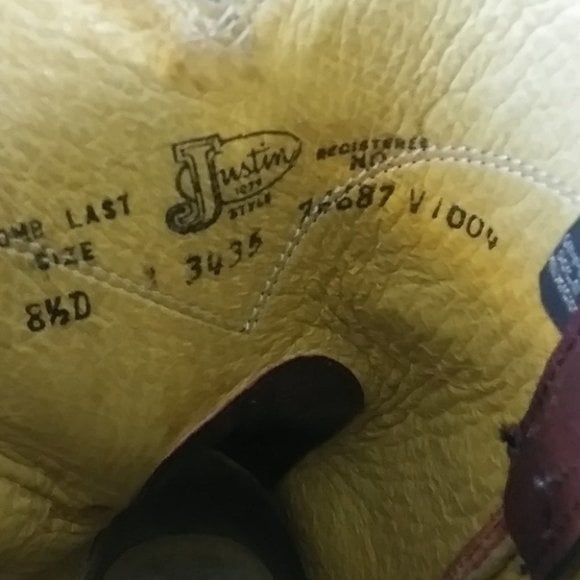 Justin
1879
STYLE
3435
LAST
SIZE
8½D
REGISTERED
NO.
V1004